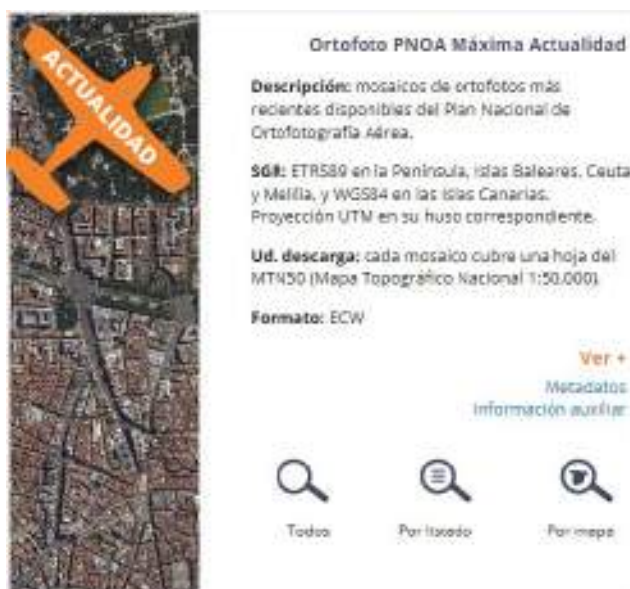 ACTUALIDAD
Ortofoto PNOA Máxima Actualidad
Descripción: mosaicos de ortofotos más
recientes disponibles del Plan Nacional de
Ortofotografía Aérea.
SGR: ETRS89 en la Península, Islas Baleares, Ceuta
y Melilla, y WGS84 en las Islas Canarias.
Proyección UTM en su huso correspondiente.
Ud. descarga: cada mosaico cubre una hoja del
MTN50 (Mapa Topográfico Nacional 1:50.000).
Formato: ECW
Ver +
Metadatos
Información auxiliar
Todos
Por listado
Por mapa